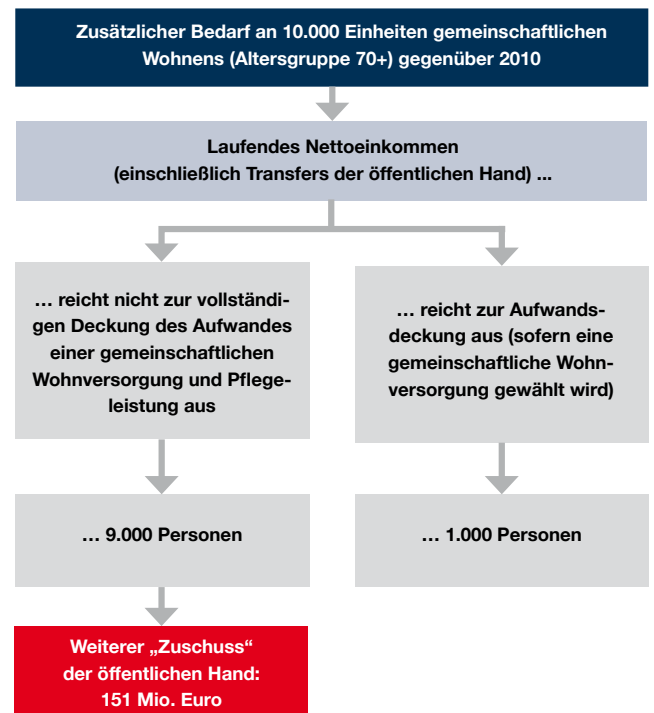 Zusätzlicher Bedarf an 10.000 Einheiten gemeinschaftlichen
Wohnens (Altersgruppe 70+) gegenüber 2010
Laufendes Nettoeinkommen
(einschließlich Transfers der öffentlichen Hand) ...
… reicht nicht zur vollständi-
gen Deckung des Aufwandes
einer gemeinschaftlichen
Wohnversorgung und Pflege-
leistung aus
… reicht zur Aufwands-
deckung aus (sofern eine
gemeinschaftliche Wohn-
versorgung gewählt wird)
… 9.000 Personen
… 1.000 Personen
Weiterer „Zuschuss“
der öffentlichen Hand:
151 Mio. Euro